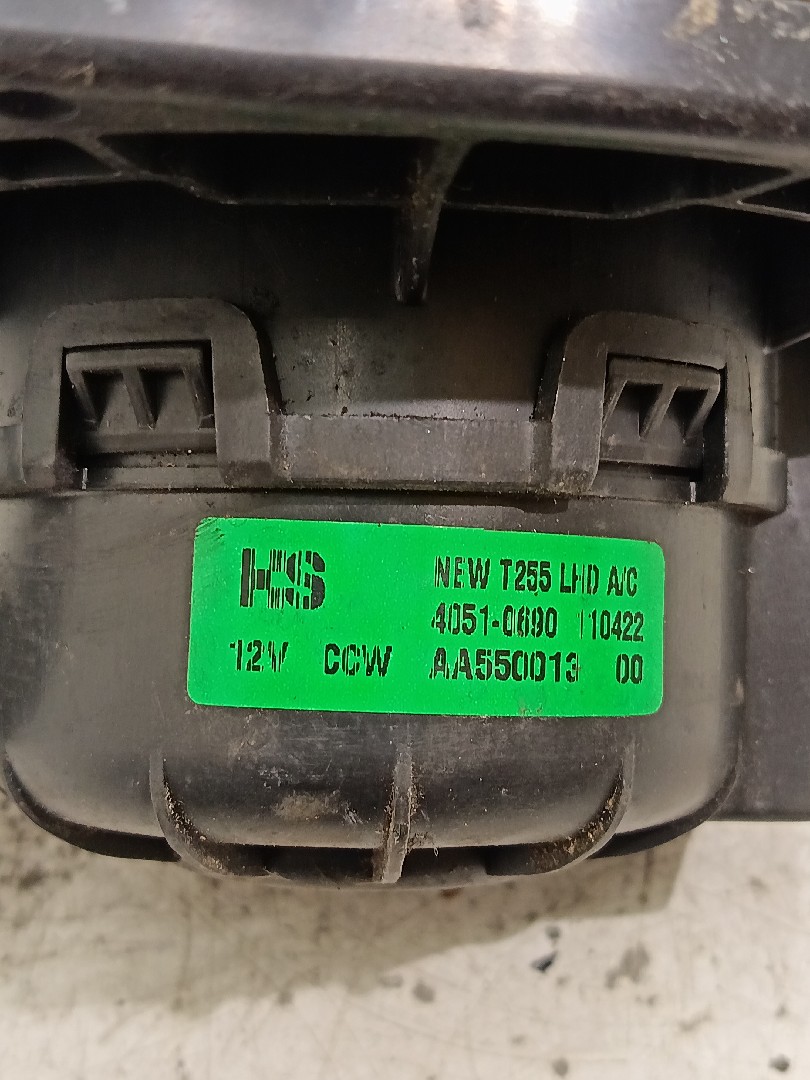 HS NEW T255 LHD A/C
4051-0690 110422
12V CCW AA550013 00